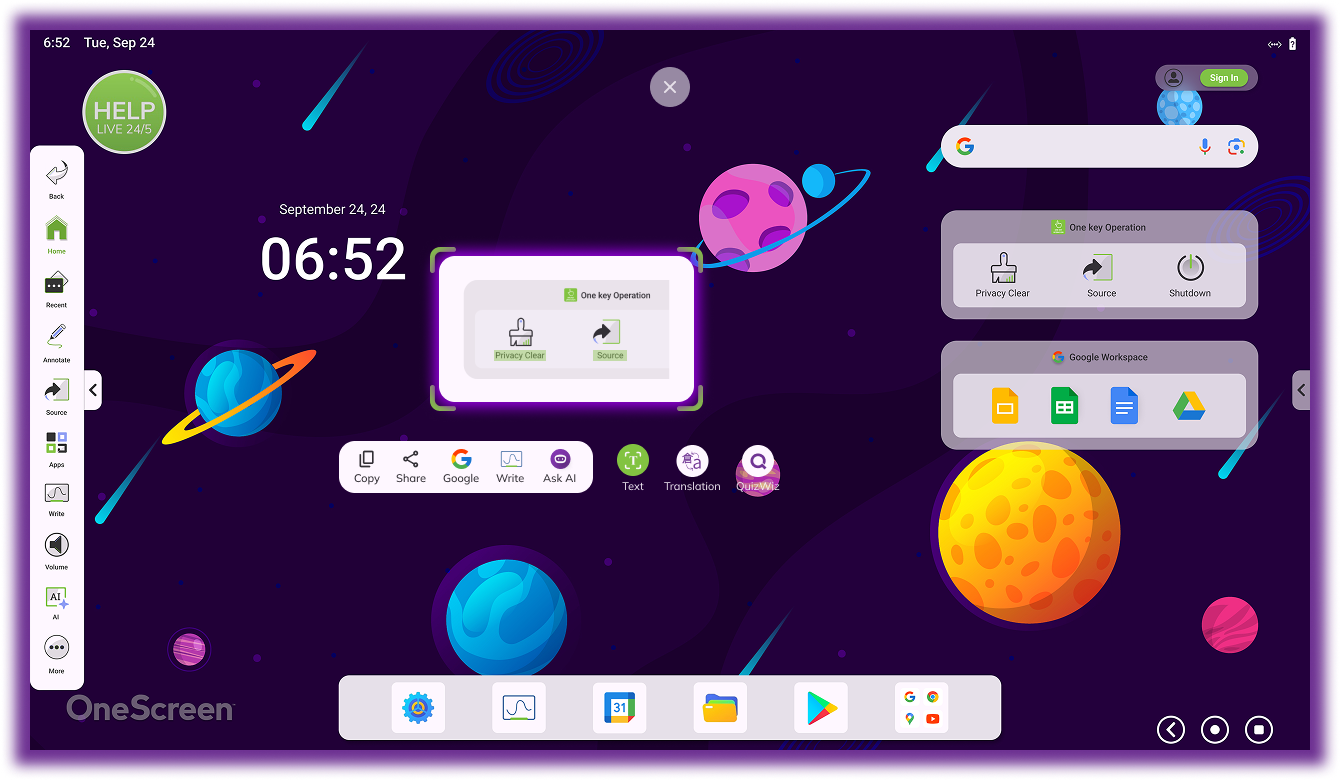 6:52 Tue, Sep 24
HELP
LIVE 24/5
Sign In
Back
Home
Recent
Annotate
Source
Apps
Write
Volume
AI
AI
More
September 24, 24
06:52
One key Operation
Privacy Clear Source
Copy Share Google Write Ask AI
T
Text Translation QuizWiz
One key Operation
Privacy Clear Source Shutdown
Google Workspace
OneScreen
31